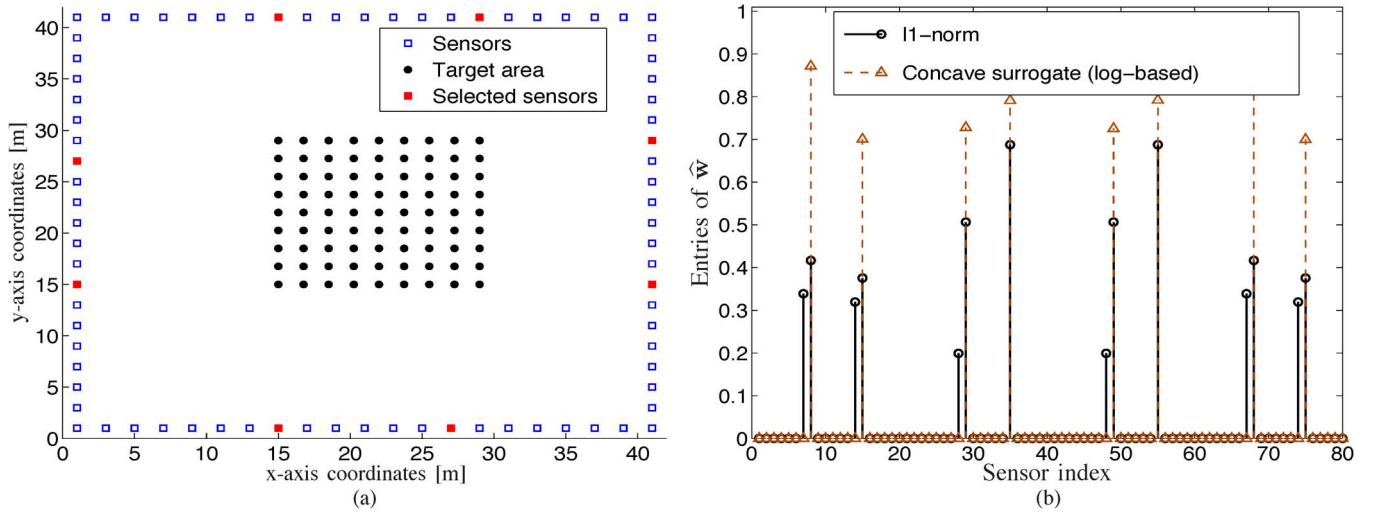 40
35
30
25
20
15
10
5
0
y-axis coordinates [m]
Sensors
Target area
Selected sensors
0 5 10 15 20 25 30 35 40
x-axis coordinates [m]
(a)
1
0.9
0.8
0.7
0.6
0.5
0.4
0.3
0.2
0.1
0
Entries of ŵ
l1-norm
Concave surrogate (log-based)
10 20 30 40 50 60 70 80
Sensor index
(b)